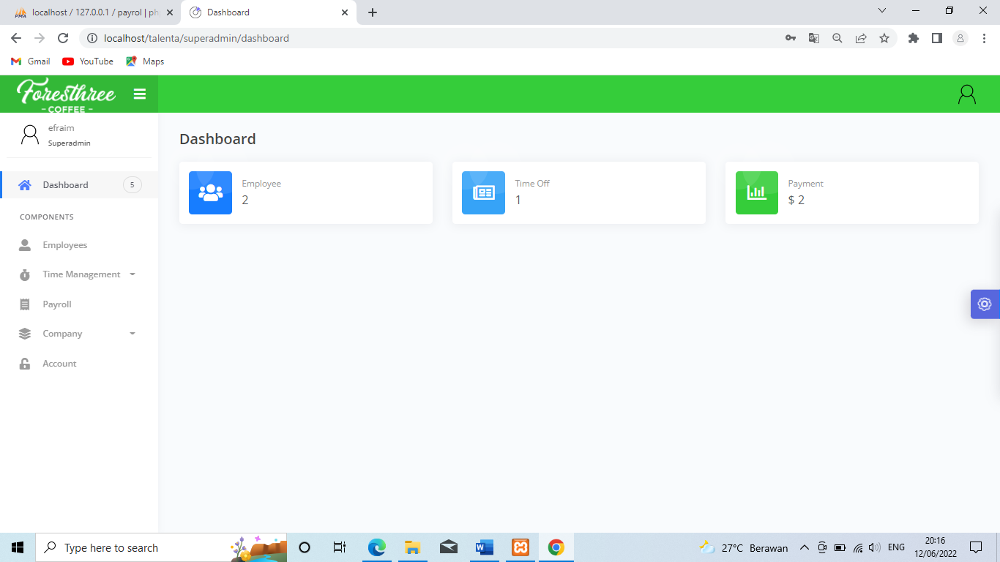 localhost / 127.0.0.1 / payrol | ph
Dashboard
localhost/talenta/superadmin/dashboard
Gmail
YouTube
Maps
Foresthree
- COFFEE -
efraim
Superadmin
Dashboard
5
COMPONENTS
Employees
Time Management
Payroll
Company
Account
Dashboard
Employee
2
Time Off
1
Payment
$ 2
Type here to search
27°C Berawan
ENG
20:16
12/06/2022